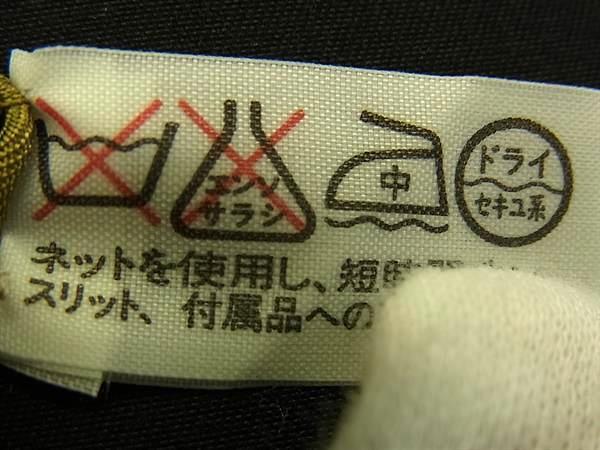 エンソ
サラシ
中
ドライ
セキユ系
ネットを使用し、短時
スリット、付属品への